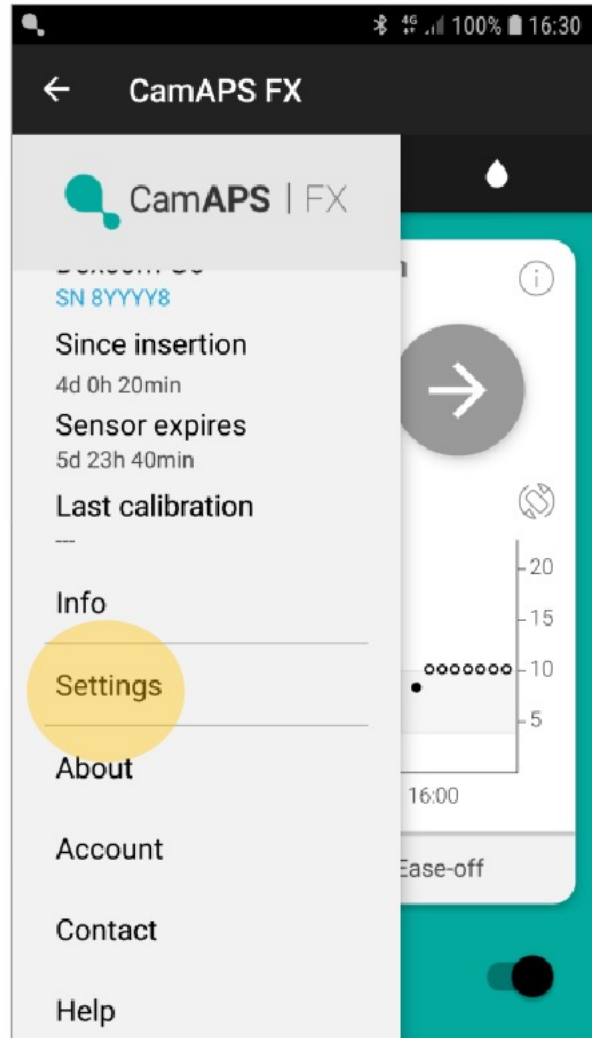 4G 100% 16:30
CamAPS FX
CamAPS | FX
SN 8YYYY8
Since insertion
4d 0h 20min
Sensor expires
5d 23h 40min
Last calibration
---
Info
Settings
About
Account
Contact
Help
20
15
10
5
16:00
Ease-off